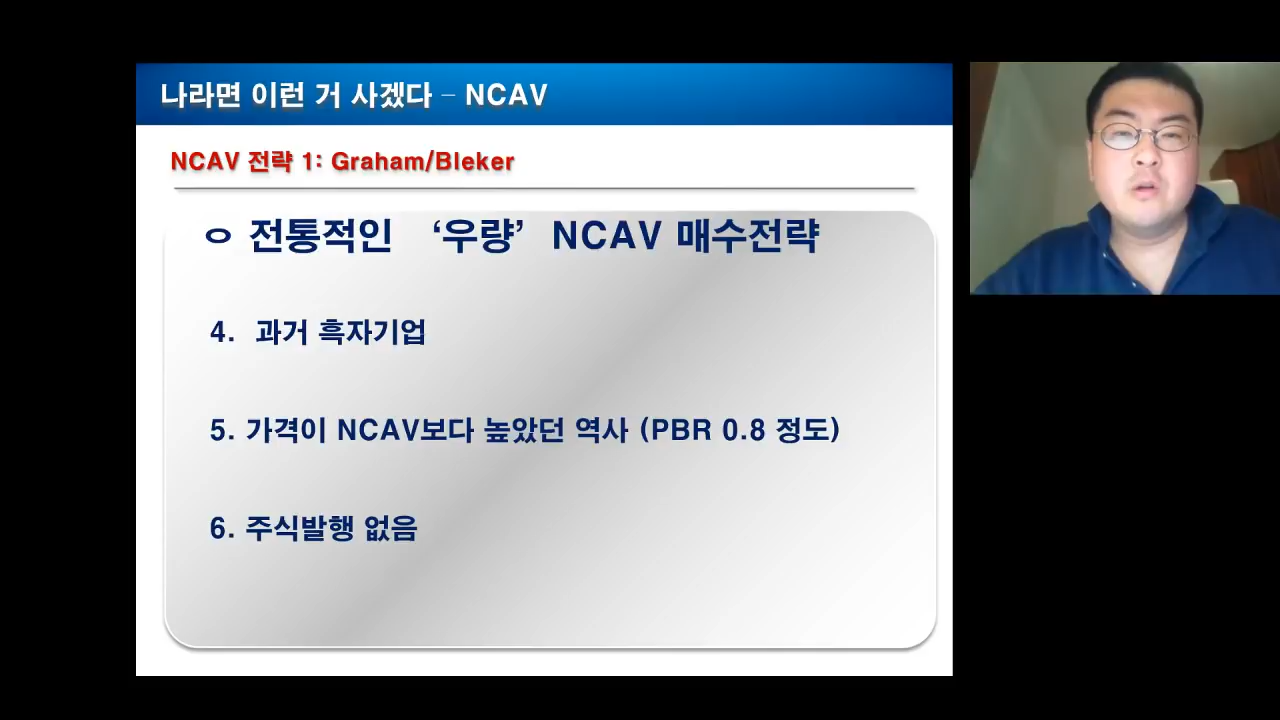 나라면 이런 거 사겠다 – NCAV
NCAV 전략 1: Graham/Bleker
ㅇ 전통적인 ‘우량’ NCAV 매수전략
4. 과거 흑자기업
5. 가격이 NCAV보다 높았던 역사 (PBR 0.8 정도)
6. 주식발행 없음